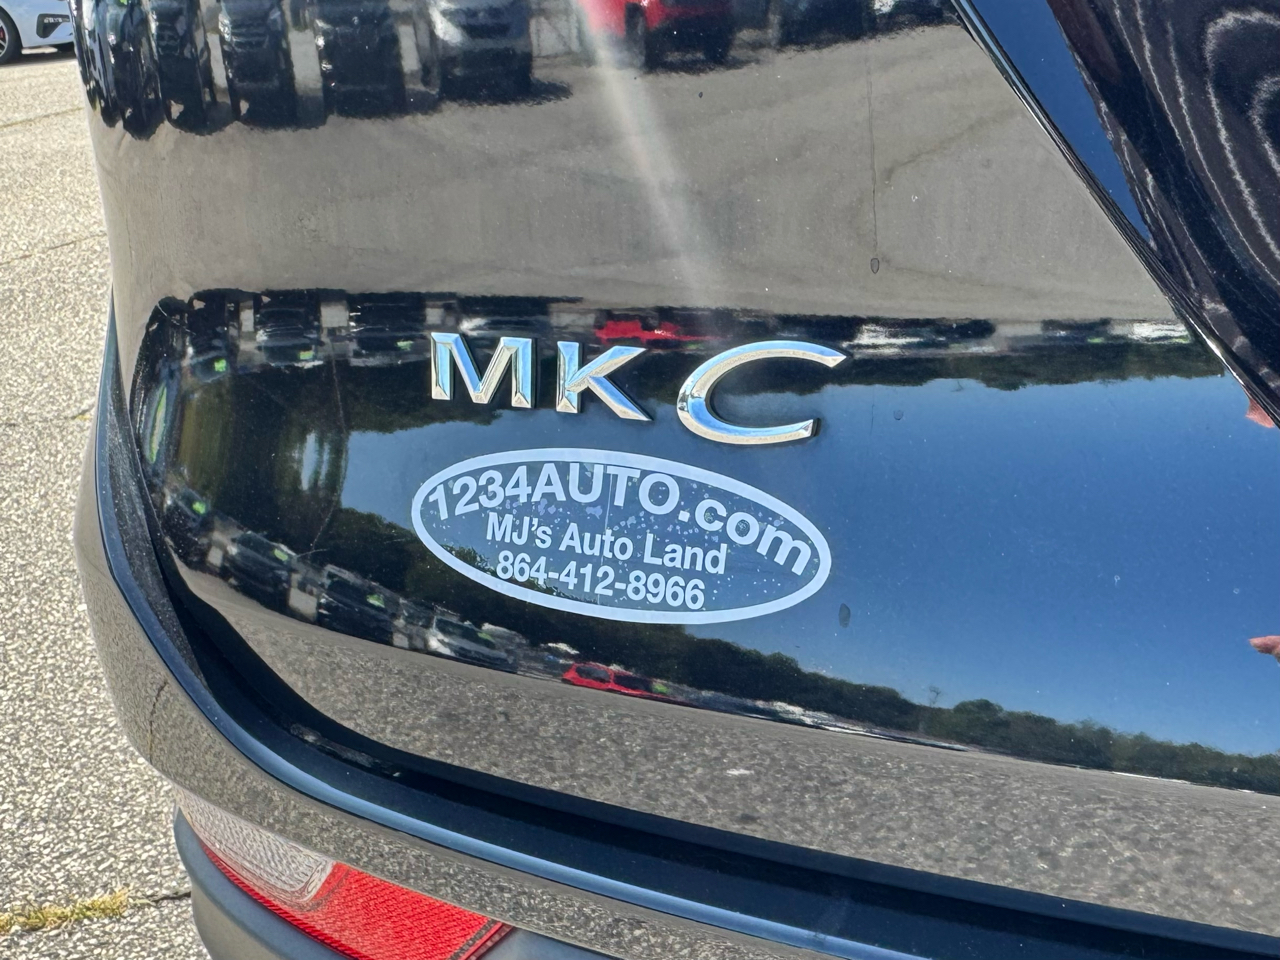 MKC
1234AUTO.com
MJ's Auto Land
864-412-8966